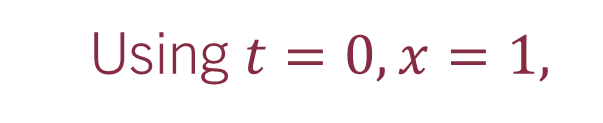 Using t = 0, x = 1,